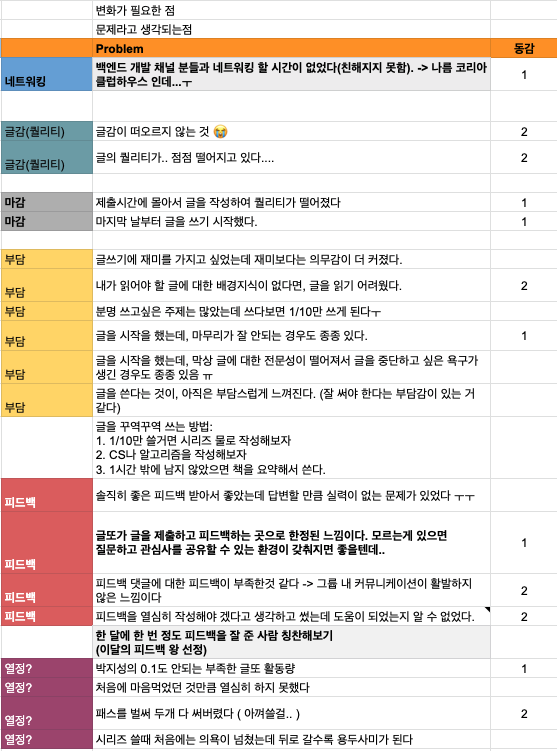 변화가 필요한 점
문제라고 생각되는점
Problem 동감
네트워킹 백엔드 개발 채널 분들과 네트워킹 할 시간이 없었다(친해지지 못함). -> 나름 코리아
클럽하우스 인데...ㅜ 1
글감(퀄리티) 글감이 떠오르지 않는 것 😭 2
글감(퀄리티) 글의 퀄리티가.. 점점 떨어지고 있다.... 2
마감 제출시간에 몰아서 글을 작성하여 퀄리티가 떨어졌다 1
마감 마지막 날부터 글을 쓰기 시작했다. 1
부담 글쓰기에 재미를 가지고 싶었는데 재미보다는 의무감이 더 커졌다.
부담 내가 읽어야 할 글에 대한 배경지식이 없다면, 글을 읽기 어려웠다. 2
부담 분명 쓰고싶은 주제는 많았는데 쓰다보면 1/10만 쓰게 된다ㅜ
부담 글을 시작을 했는데, 마무리가 잘 안되는 경우도 종종 있다. 1
부담 글을 시작을 했는데, 막상 글에 대한 전문성이 떨어져서 글을 중단하고 싶은 욕구가
생긴 경우도 종종 있음 ㅠ
부담 글을 쓴다는 것이, 아직은 부담스럽게 느껴진다. (잘 써야 한다는 부담감이 있는 거
같다)
글을 꾸역꾸역 쓰는 방법:
1. 1/10만 쓸거면 시리즈 물로 작성해보자
2. CS나 알고리즘을 작성해보자
3. 1시간 밖에 남지 않았으면 책을 요약해서 쓴다.
피드백 솔직히 좋은 피드백 받아서 좋았는데 답변할 만큼 실력이 없는 문제가 있었다 ㅜㅜ
피드백 글또가 글을 제출하고 피드백하는 곳으로 한정된 느낌이다. 모르는게 있으면
질문하고 관심사를 공유할 수 있는 환경이 갖춰지면 좋을텐데.. 1
피드백 피드백 댓글에 대한 피드백이 부족한것 같다 -> 그룹 내 커뮤니케이션이 활발하지
않은 느낌이다 2
피드백 피드백을 열심히 작성해야 겠다고 생각하고 썼는데 도움이 되었는지 알 수 없었다. 2
한 달에 한 번 정도 피드백을 잘 준 사람 칭찬해보기
(이달의 피드백 왕 선정)
열정? 박지성의 0.1도 안되는 부족한 글또 활동량 1
열정? 처음에 마음먹었던 것만큼 열심히 하지 못했다
열정? 패스를 벌써 두개 다 써버렸다 ( 아껴쓸걸.. ) 2
열정? 시리즈 쓸때 처음에는 의욕이 넘쳤는데 뒤로 갈수록 용두사미가 된다